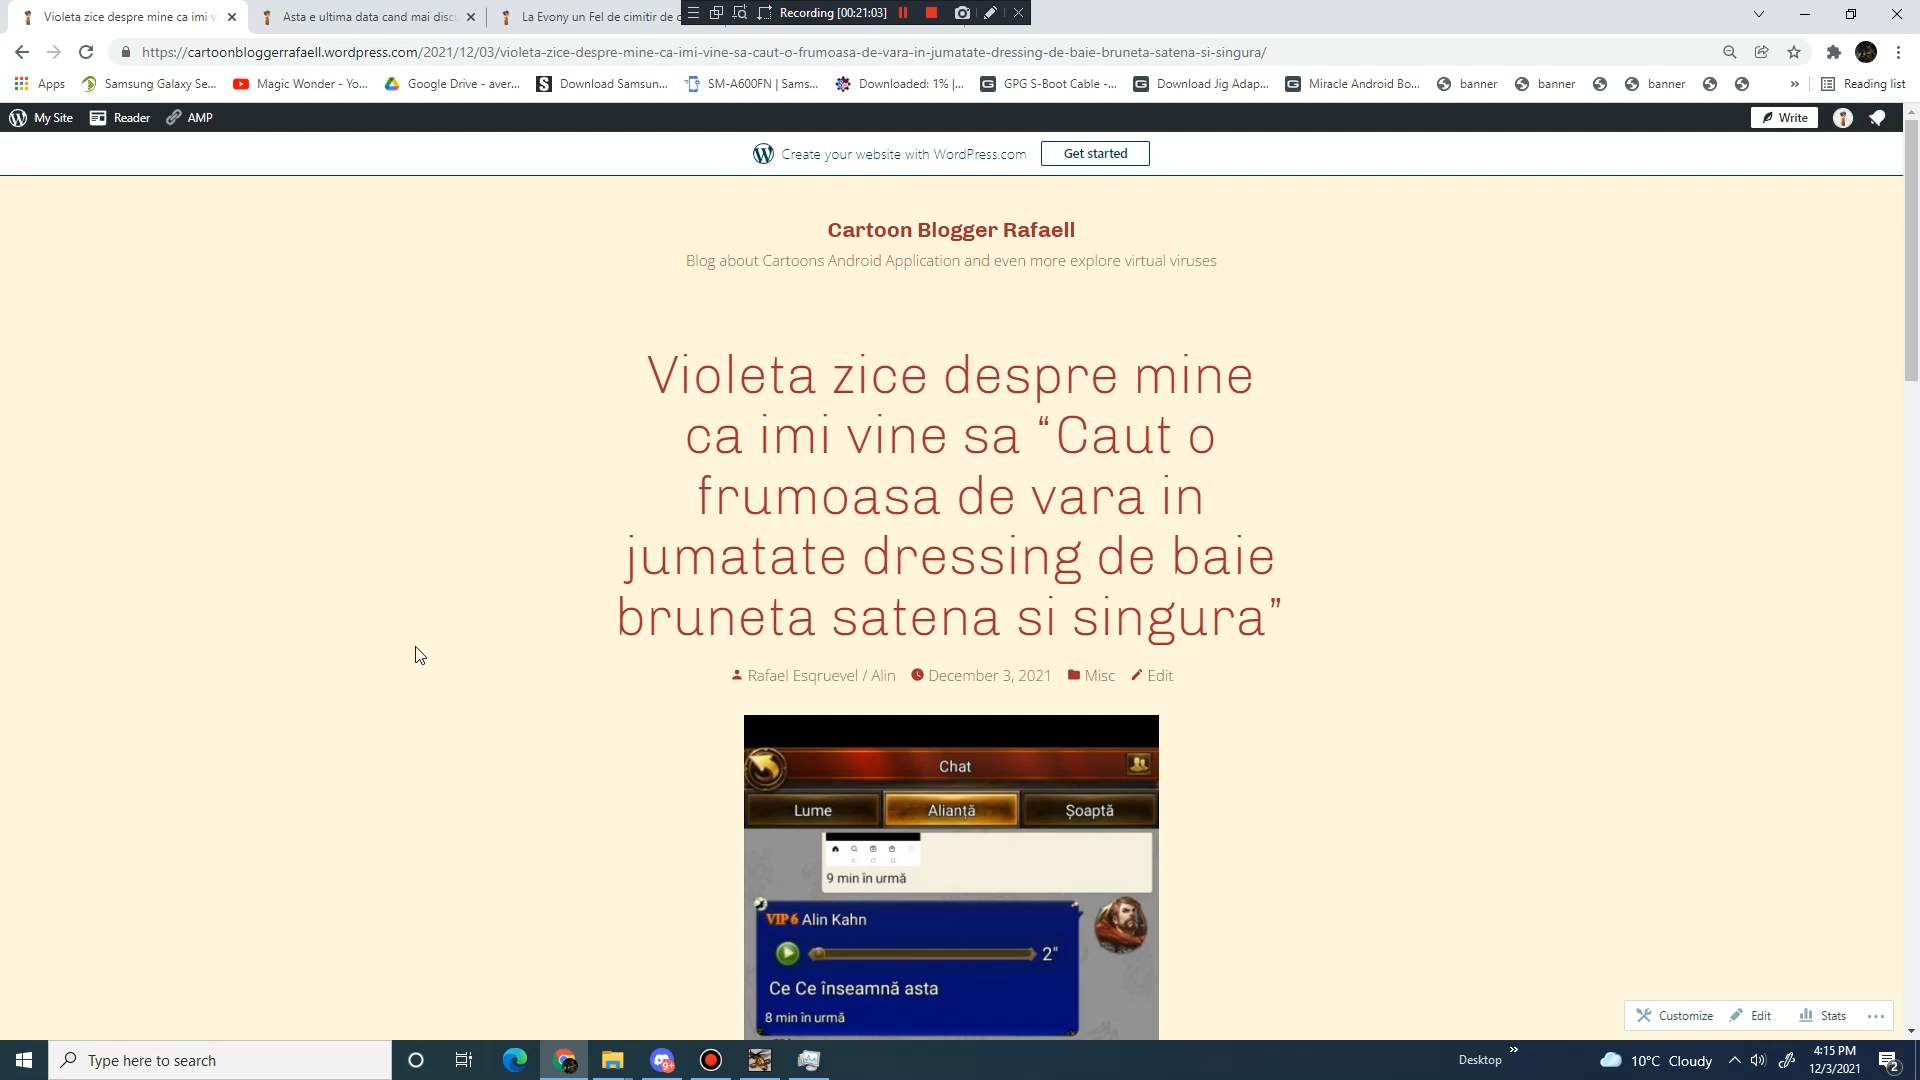 Violeta zice despre mine ca imi v
Asta e ultima data cand mai disc
La Evony un Fel de cimitir de c
Recording [00:21:03]
https://cartoonbloggerrafaell.wordpress.com/2021/12/03/violeta-zice-despre-mine-ca-imi-vine-sa-caut-o-frumoasa-de-vara-in-jumatate-dressing-de-baie-bruneta-satena-si-singura/
Apps
Samsung Galaxy Se...
Magic Wonder - Yo...
Google Drive - aver...
Download Samsun...
SM-A600FN | Sams...
Downloaded: 1% |...
GPG S-Boot Cable -...
Download Jig Adap...
Miracle Android Bo...
banner
banner
banner
»
Reading list
My Site
Reader
AMP
Write
Create your website with WordPress.com
Get started
Cartoon Blogger Rafaell
Blog about Cartoons Android Application and even more explore virtual viruses
Violeta zice despre mine
ca imi vine sa “Caut o
frumoasa de vara in
jumatate dressing de baie
bruneta satena si singura”
Rafael Esqruevel / Alin
December 3, 2021
Misc
Edit
Chat
Lume
Alianță
Șoaptă
9 min în urmă
VIP 6 Alin Kahn
2"
Ce Ce înseamnă asta
8 min în urmă
Customize
Edit
Stats
Type here to search
9+
Desktop
»
10°C Cloudy
4:15 PM
12/3/2021
2